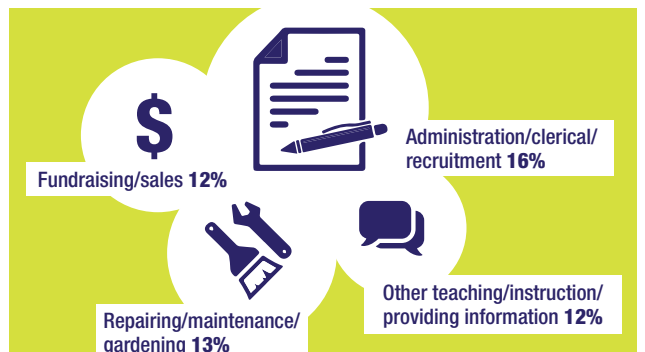 $
Administration/clerical/
recruitment 16%
Fundraising/sales 12%
Other teaching/instruction/
providing information 12%
Repairing/maintenance/
gardening 13%